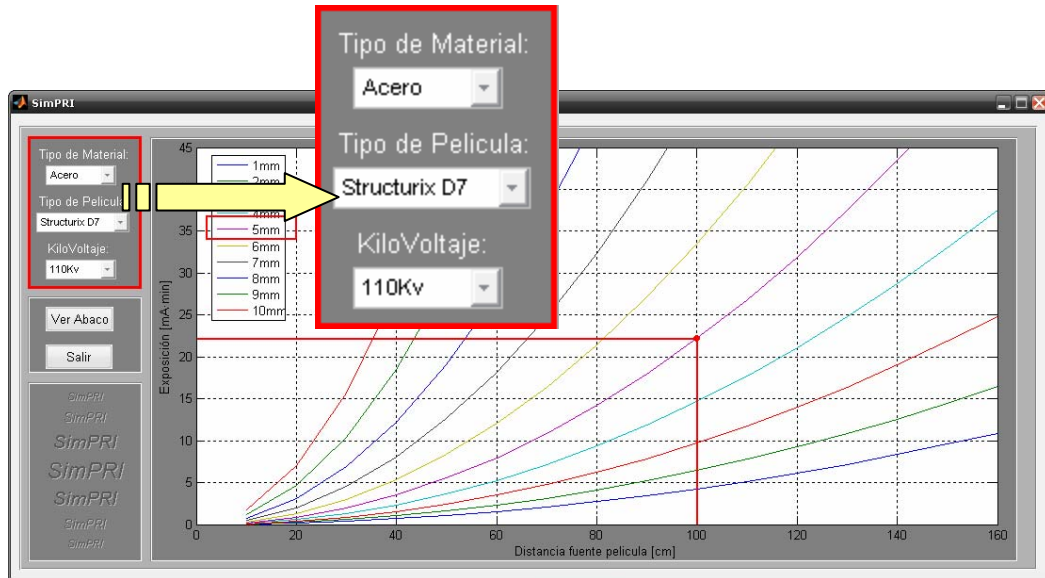 Tipo de Material:
Acero
Tipo de Pelicula:
Structurix D7
KiloVoltaje:
110Kv
SimPRI
Tipo de Material:
Acero
Tipo de Pelicula
Structurix D7
KiloVoltaje:
110Kv
Ver Abaco
Salir
SimPRI
SimPRI
SimPRI
SimPRI
SimPRI
SimPRI
SimPRI
1mm
2mm
4mm
5mm
6mm
7mm
8mm
9mm
10mm
Exposición [mA·min]
45
35
30
25
20
15
10
5
0
0
20
40
60
80
100
120
140
160
Distancia fuente pelicula [cm]